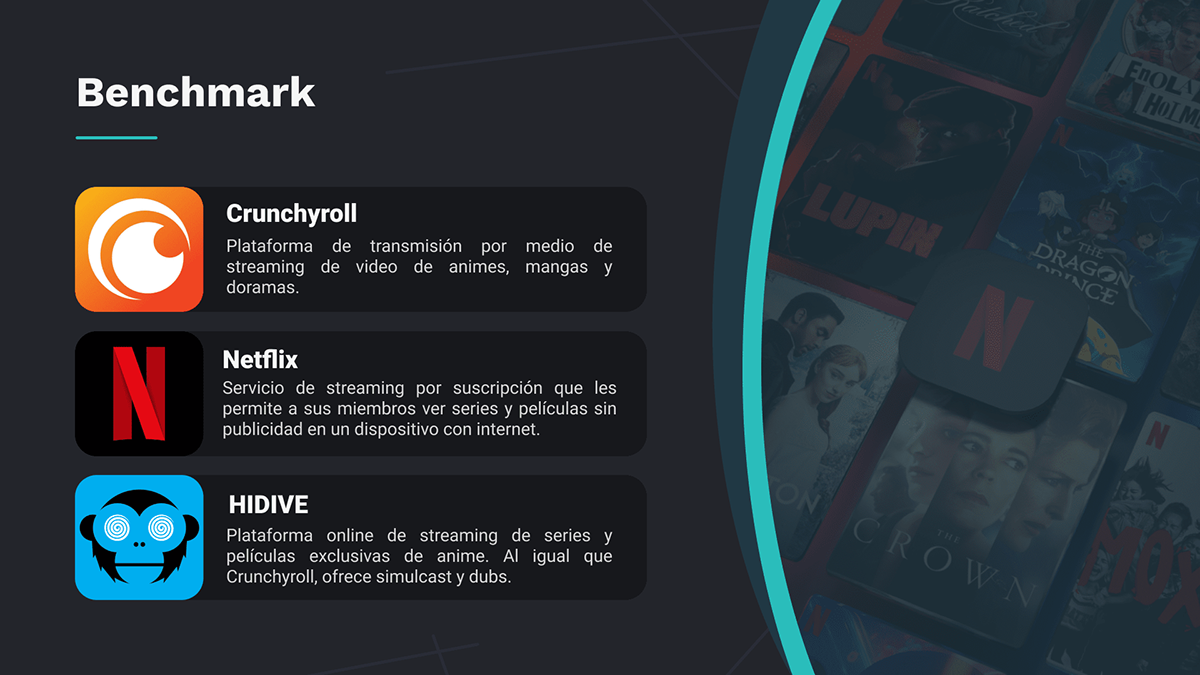 Benchmark
Crunchyroll
Plataforma de transmisión por medio de
streaming de video de animes, mangas y
doramas.
Netflix
Servicio de streaming por suscripción que les
permite a sus miembros ver series y películas sin
publicidad en un dispositivo con internet.
HIDIVE
Plataforma online de streaming de series y
películas exclusivas de anime. Al igual que
Crunchyroll, ofrece simulcast y dubs.
Ratched
ENOLA
HOLMES
LUPIN
THE
DRAGON
PRINCE
N
TON
THE
CROWN